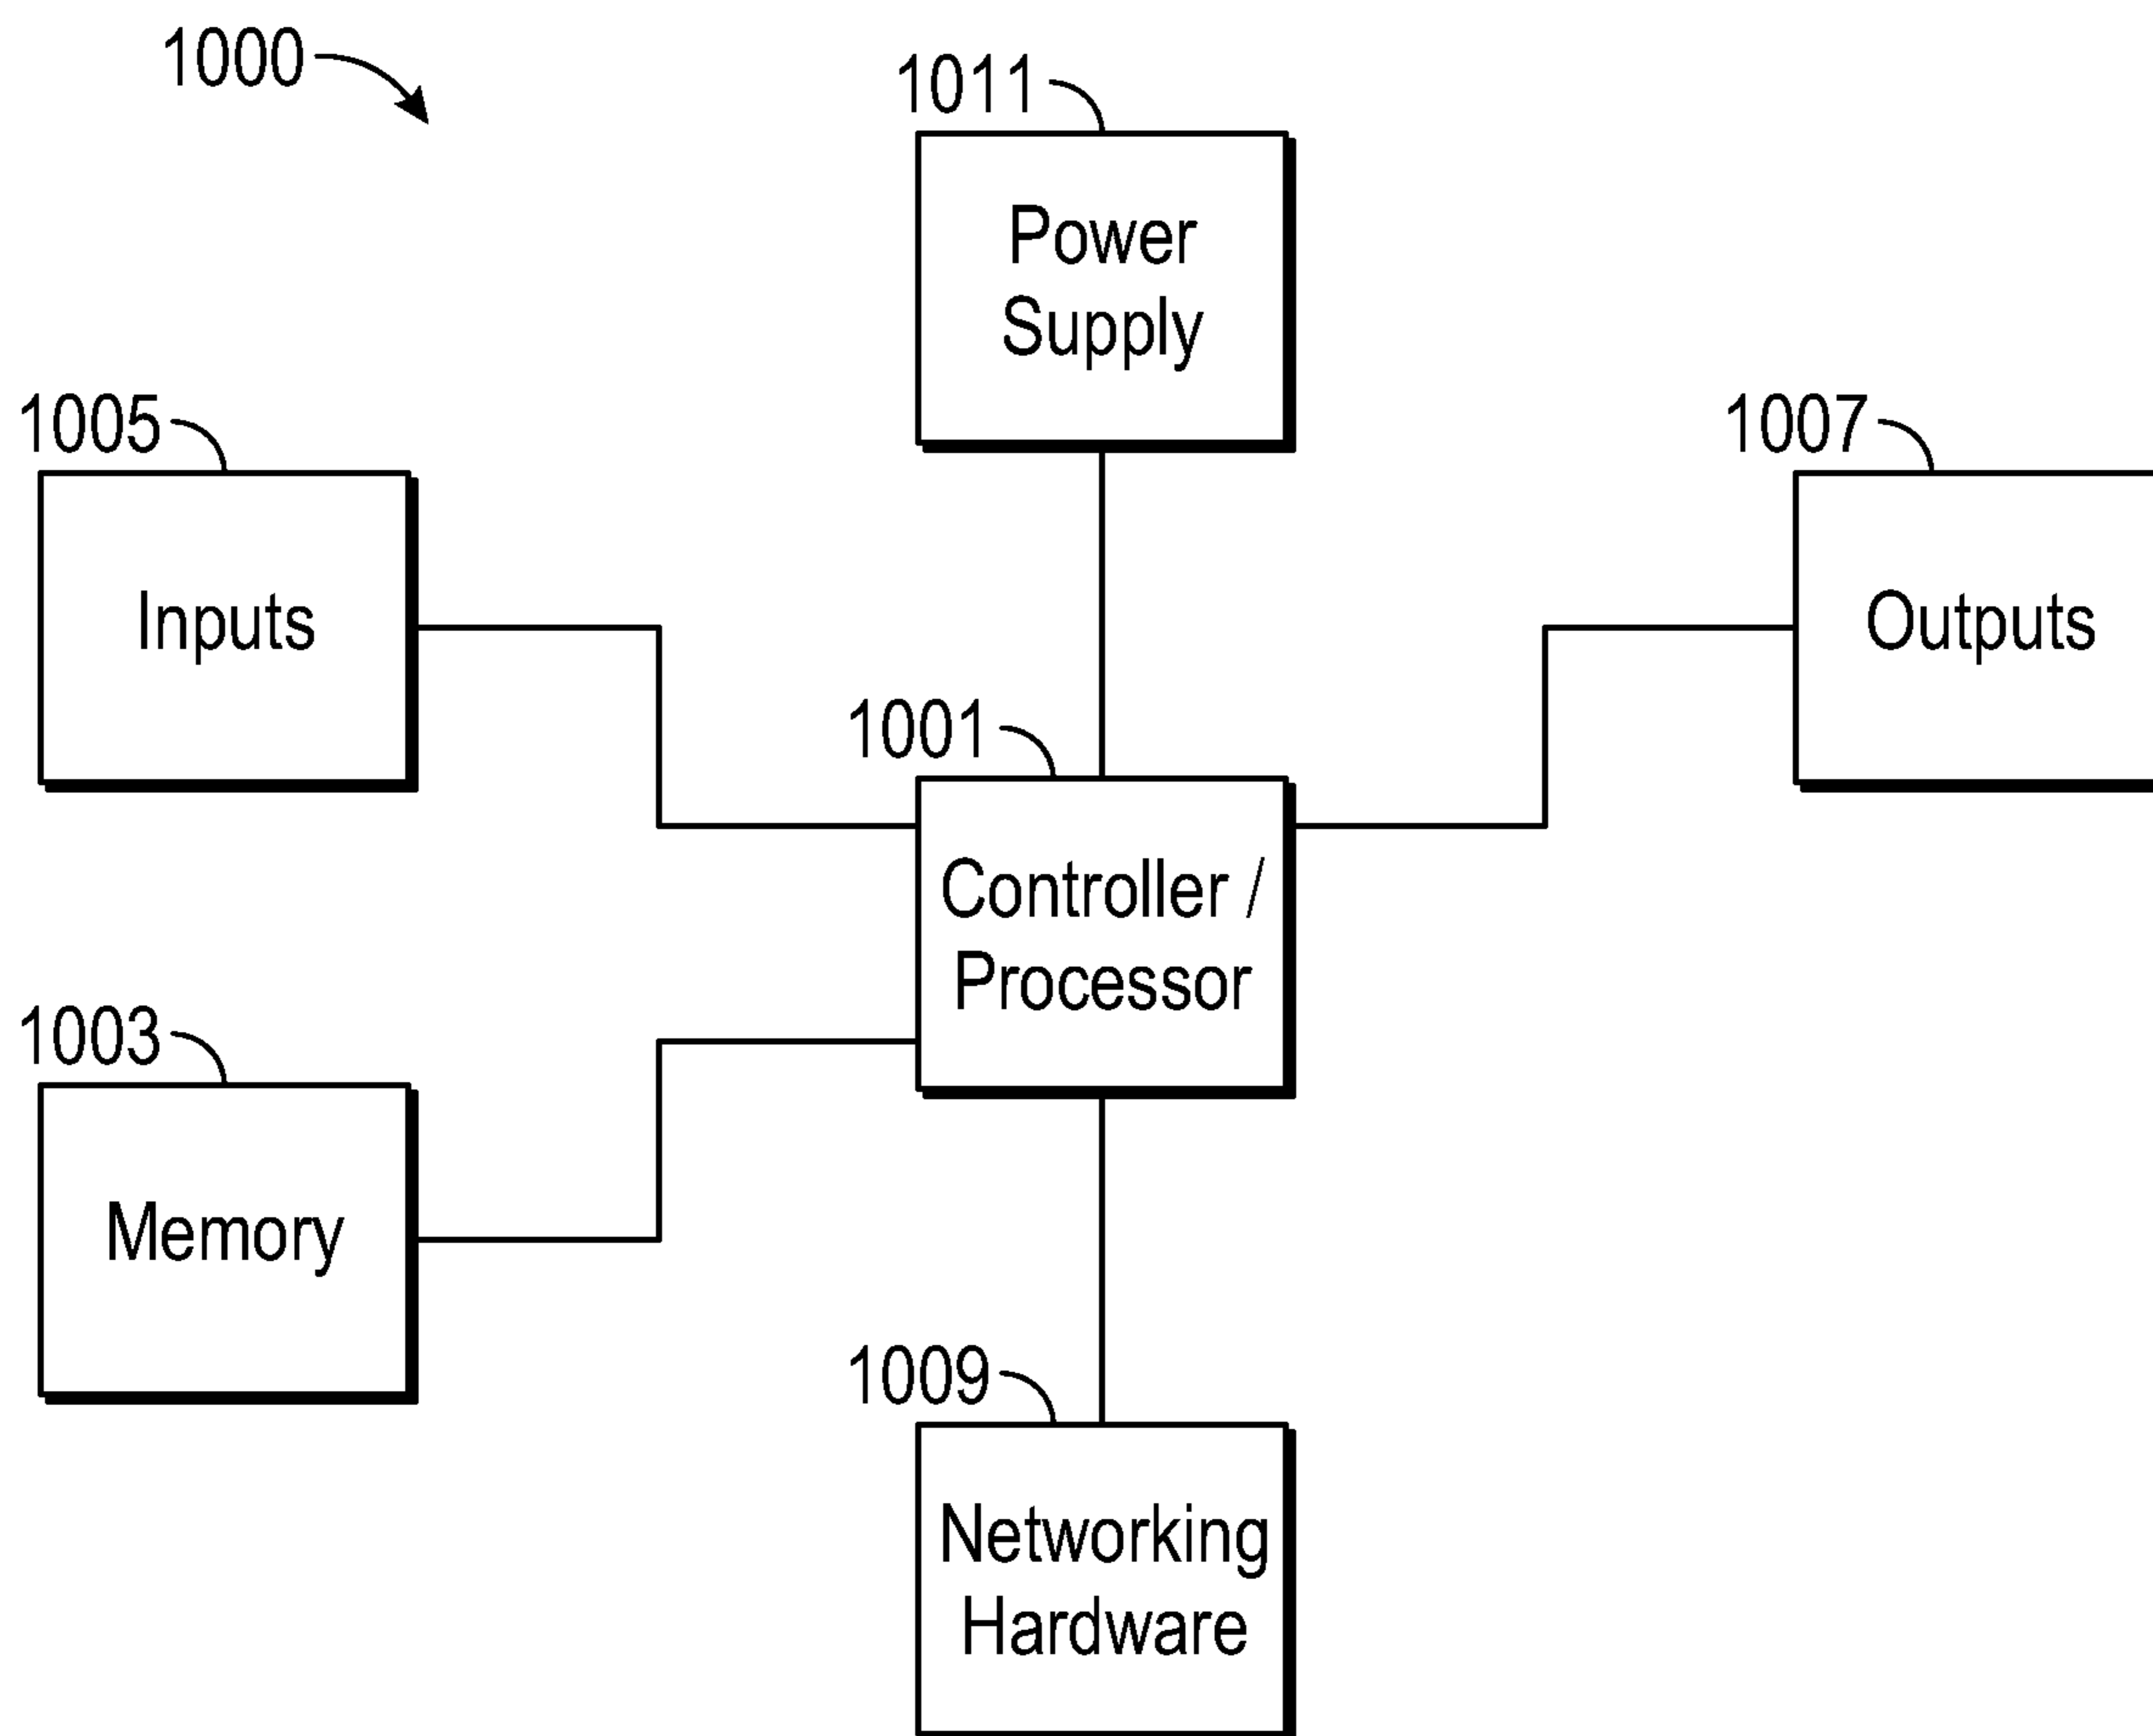 1000
1011
Power
Supply
1005
Inputs
1007
Outputs
1001
Controller /
Processor
1003
Memory
1009
Networking
Hardware